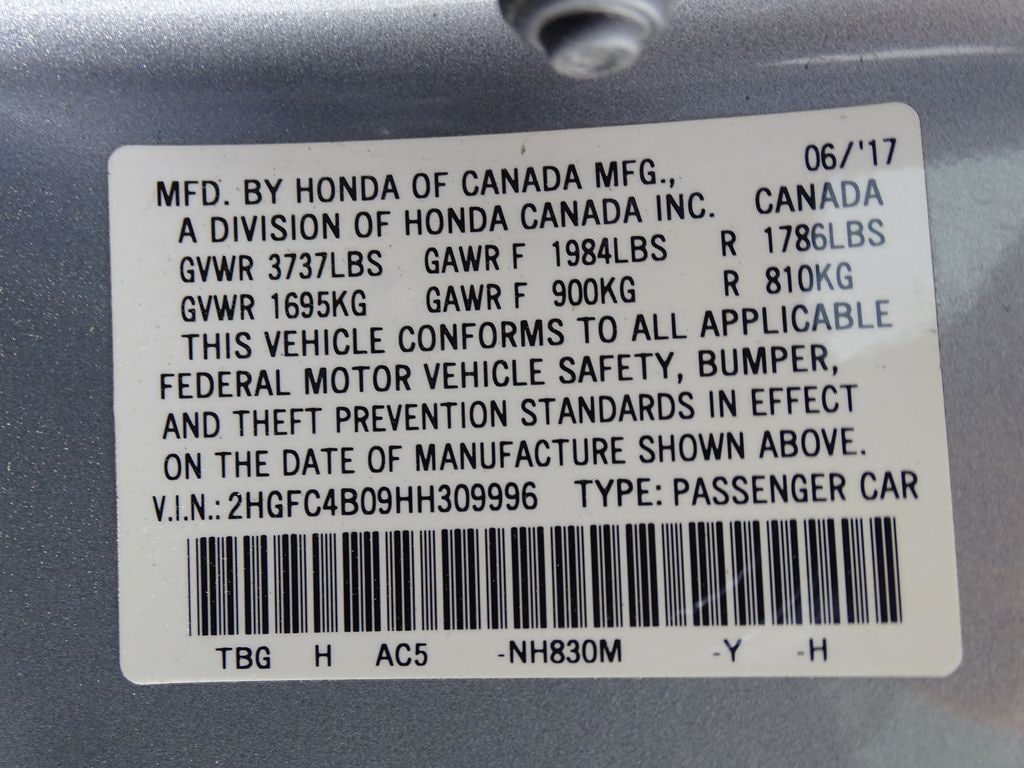 06/'17
MFD. BY HONDA OF CANADA MFG.,
A DIVISION OF HONDA CANADA INC. CANADA
GVWR 3737LBS GAWR F 1984LBS R 1786LBS
GVWR 1695KG GAWR F 900KG R 810KG
THIS VEHICLE CONFORMS TO ALL APPLICABLE
FEDERAL MOTOR VEHICLE SAFETY, BUMPER,
AND THEFT PREVENTION STANDARDS IN EFFECT
ON THE DATE OF MANUFACTURE SHOWN ABOVE.
V.I.N.: 2HGFC4B09HH309996 TYPE: PASSENGER CAR
TBG H AC5 -NH830M -Y -H